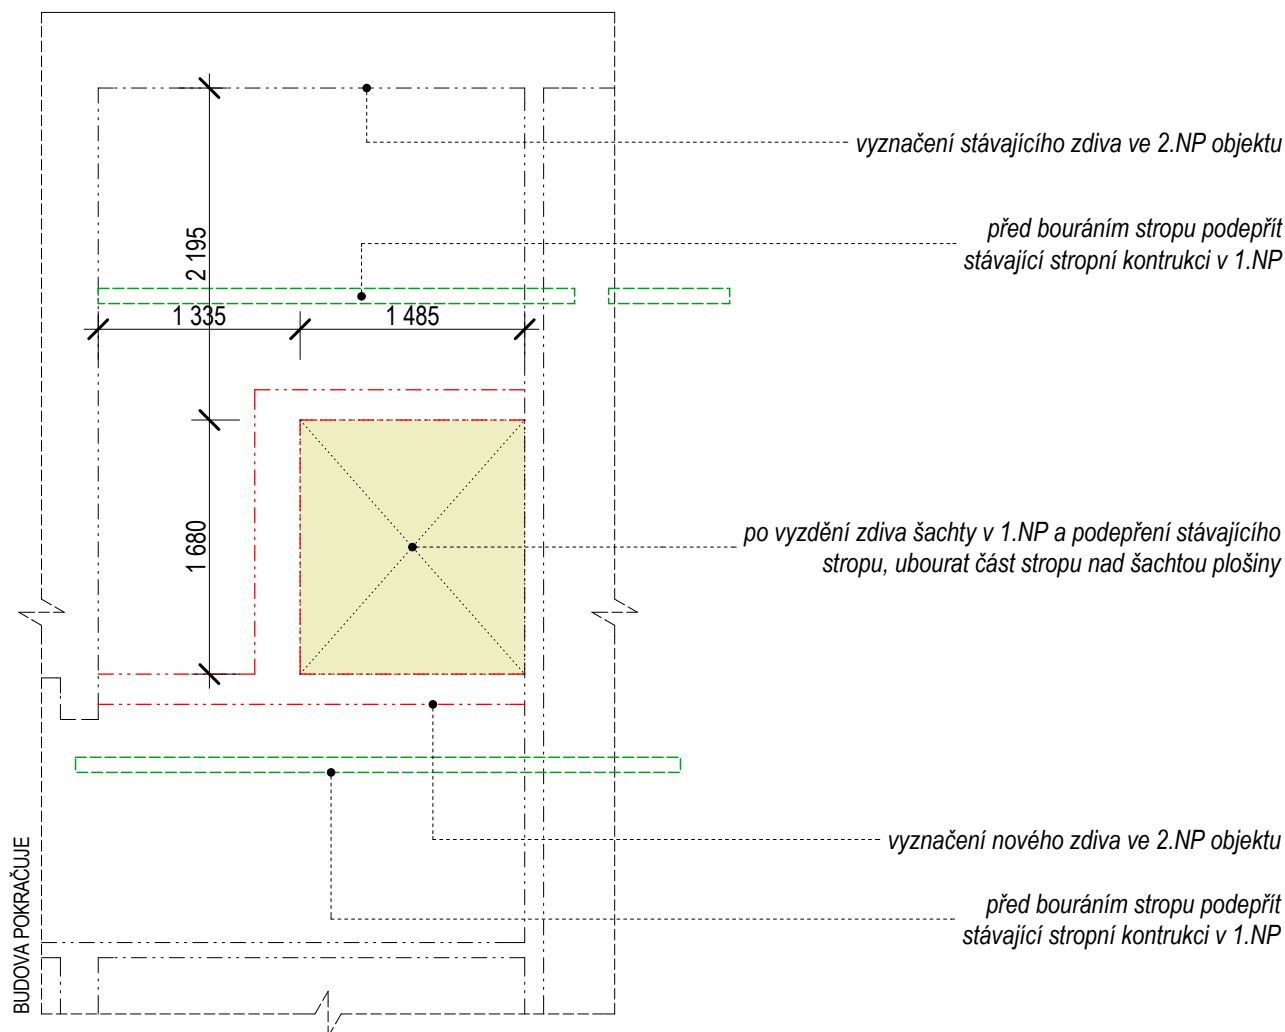 vyznačení stávajícího zdiva ve 2.NP objektu
před bouráním stropu podepřít
stávající stropní kontrukci v 1.NP
2 195
1 335
1 485
1 680
po vyzdění zdiva šachty v 1.NP a podepření stávajícího
stropu, ubourat část stropu nad šachtou plošiny
vyznačení nového zdiva ve 2.NP objektu
před bouráním stropu podepřít
stávající stropní kontrukci v 1.NP
BUDOVA POKRAČUJE